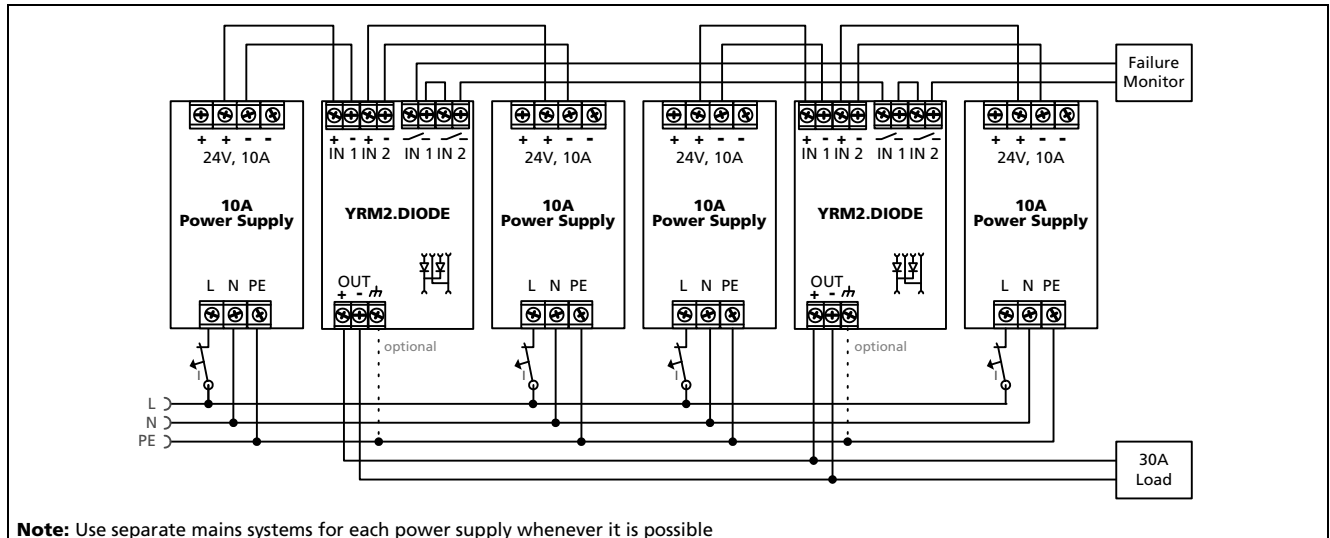 Failure
Monitor
+ + - -
24V, 10A
10A
Power Supply
L N PE
+ - + -
IN 1 IN 2 IN 1 IN 2
YRM2.DIODE
OUT
+ -
optional
+ + - -
24V, 10A
10A
Power Supply
L N PE
+ + - -
24V, 10A
10A
Power Supply
L N PE
+ - + -
IN 1 IN 2 IN 1 IN 2
YRM2.DIODE
OUT
+ -
optional
+ + - -
24V, 10A
10A
Power Supply
L N PE
I
I
I
I
L
N
PE
30A
Load
Note: Use separate mains systems for each power supply whenever it is possible